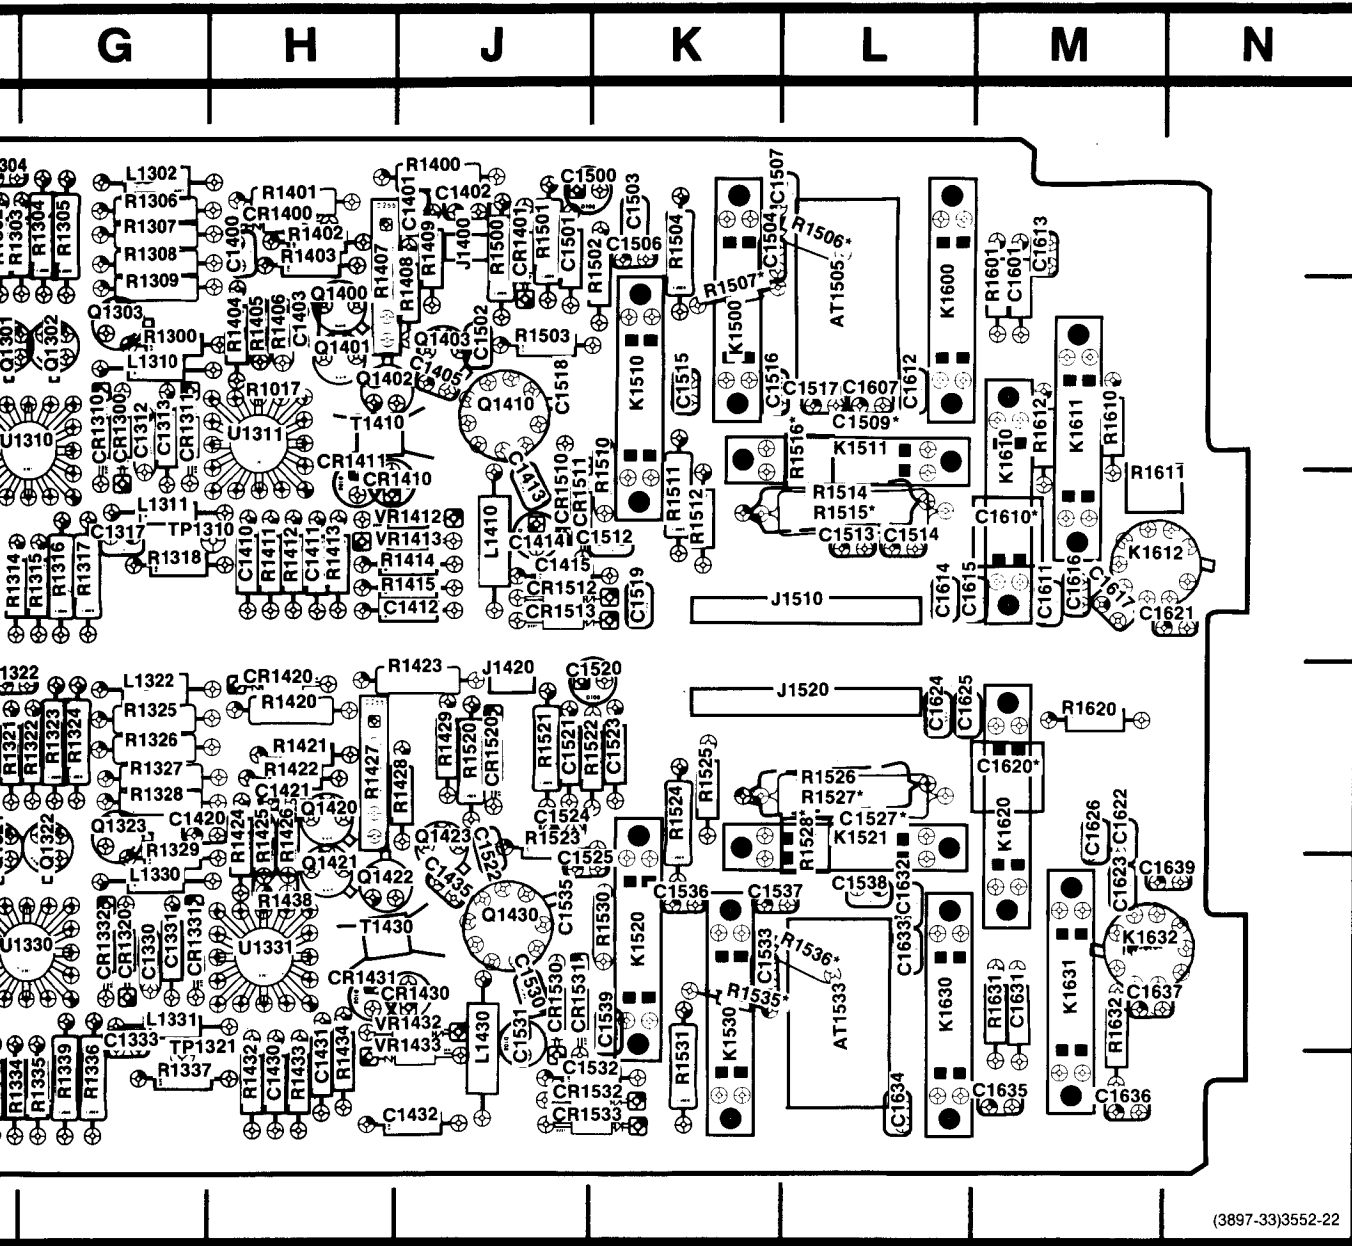 G H J K L M N
304 L1302 R1400 C1500 C1503 C1507
R1306 R1401 C1401 C1402
R1303 R1304 R1305 R1307 CR1400 R1402 C1400 R1403
R1308 R1407 R1409 J1400 R1500 CR1401 R1501 C1501 R1502 C1506 R1504 C1504 R1506* C1613
R1309 R1408 R1507* AT1505 K1600 R1601 C1601
Q1303 R1404 R1405 R1406 C1403 Q1400
Q1301 Q1302 R1300 Q1401 Q1403 C1502 R1503 K1500
L1310 Q1402 C1405 C1518 K1510 C1515 C1516 C1517 C1607 C1612
R1017 Q1410 C1509* K1610 R1612 K1611 R1610
U1310 CR1310 CR1300 C1312 C1313 CR1311 U1311 T1410 R1516* K1511
CR1411 CR1410 C1413 CR1510 CR1511 R1510 R1511 R1512 R1514 R1611
L1311 VR1412 L1410 R1515* C1610*
C1317 TP1310 C1410 R1411 R1412 C1411 R1413 VR1413 C1414 C1512 C1513 C1514 K1612
R1314 R1315 R1316 R1317 R1318 R1414 C1415
R1415 CR1512 C1519 J1510 C1614 C1615 C1611 C1616 C1617
C1412 CR1513 C1621
1322 L1322 CR1420 R1423 J1420 C1520
R1321 R1322 R1323 R1324 R1325 R1420 J1520 C1624 C1625 R1620
R1326 R1421 R1427 R1428 R1429 R1520 CR1520 R1521 C1521 R1522 C1523 R1525
R1327 R1422 R1526 C1620*
R1328 C1421 R1524 R1527*
Q1322 Q1323 C1420 R1424 R1425 R1426 Q1420 Q1423 C1522 C1524 R1523 C1527* R1528* K1521 K1620 C1626 C1622
R1329 Q1421 C1525
L1330 Q1422 C1435 C1535 C1536 C1537 C1538 C1632 C1623 C1639
R1438 Q1430
U1330 CR1332 CR1320 C1330 C1331 CR1331 U1331 T1430 R1530 K1520 C1533 R1536* C1633 K1632
CR1431 CR1430 C1530 CR1530 CR1531 R1535* AT1533 K1630 R1631 C1631 K1631 C1637
L1331 VR1432 L1430 C1531 C1539 K1530 R1632
C1333 TP1321 VR1433
R1334 R1335 R1339 R1336 R1337 R1432 C1430 R1433 C1431 R1434 C1532 R1531
CR1532 C1634 C1635
C1432 CR1533 C1636
(3897-33)3552-22